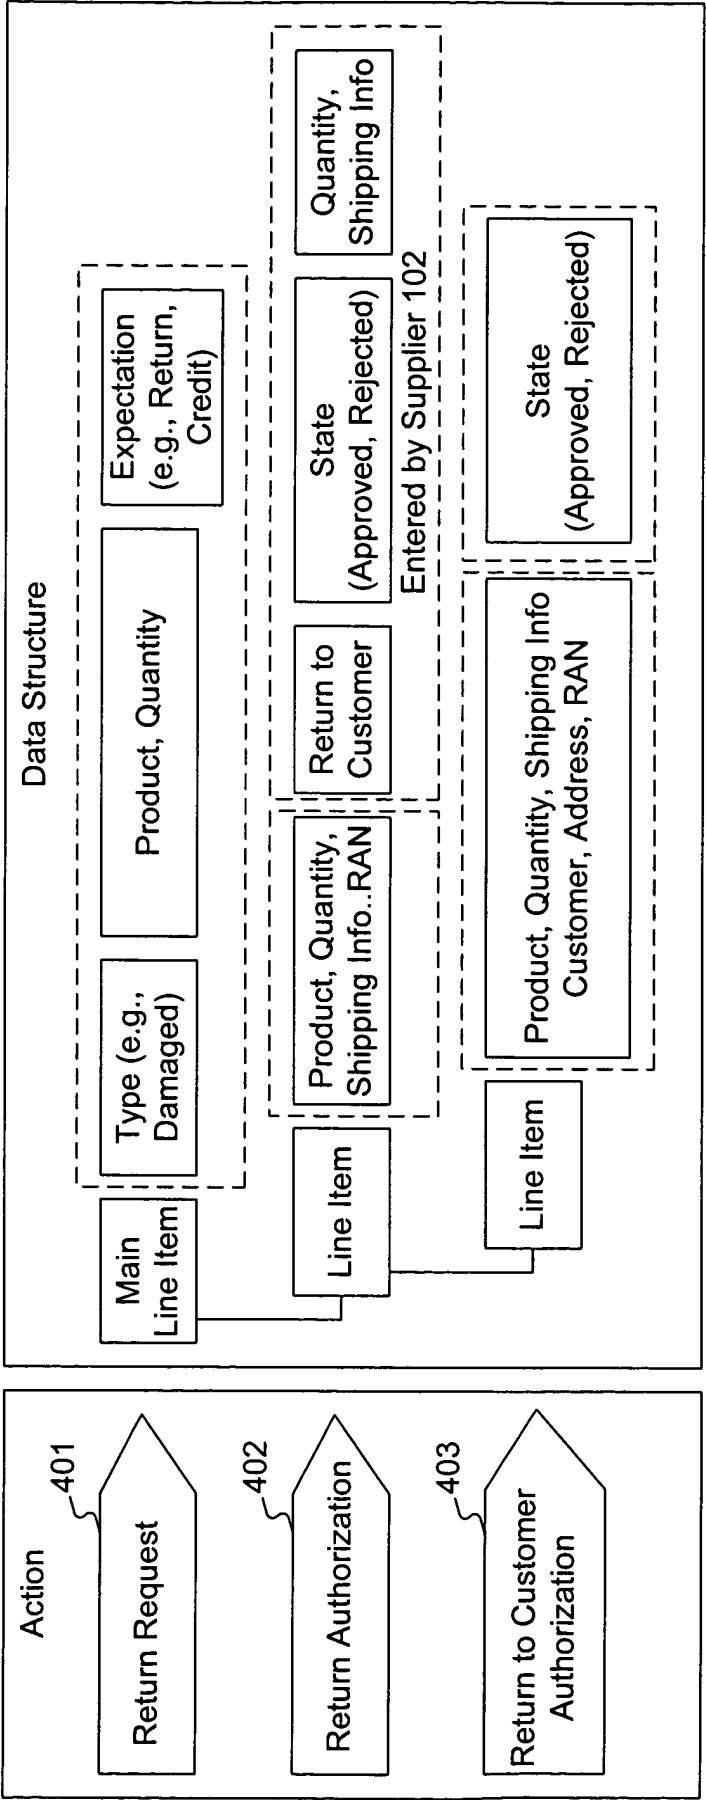 Action
401
Return Request
402
Return Authorization
403
Return to Customer
Authorization
Data Structure
Main
Line Item
Type (e.g.,
Damaged)
Product, Quantity
Expectation
(e.g., Return,
Credit)
Line Item
Product, Quantity,
Shipping Info..RAN
Return to
Customer
State
(Approved, Rejected)
Quantity,
Shipping Info
Entered by Supplier 102
Line Item
Product, Quantity, Shipping Info
Customer, Address, RAN
State
(Approved, Rejected)